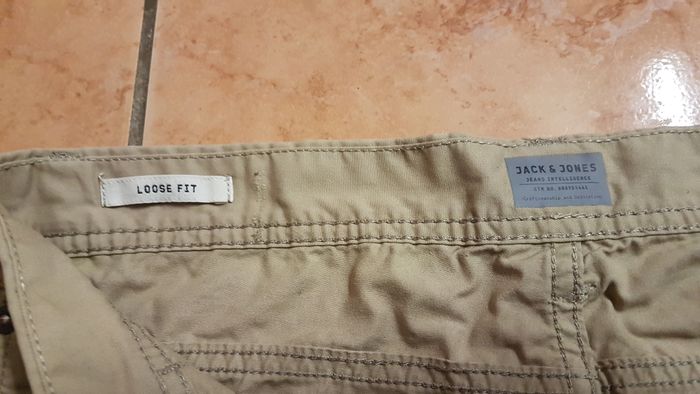 LOOSE FIT
JACK & JONES
JEANS INTELLIGENCE
Craftsmanship and Dedication